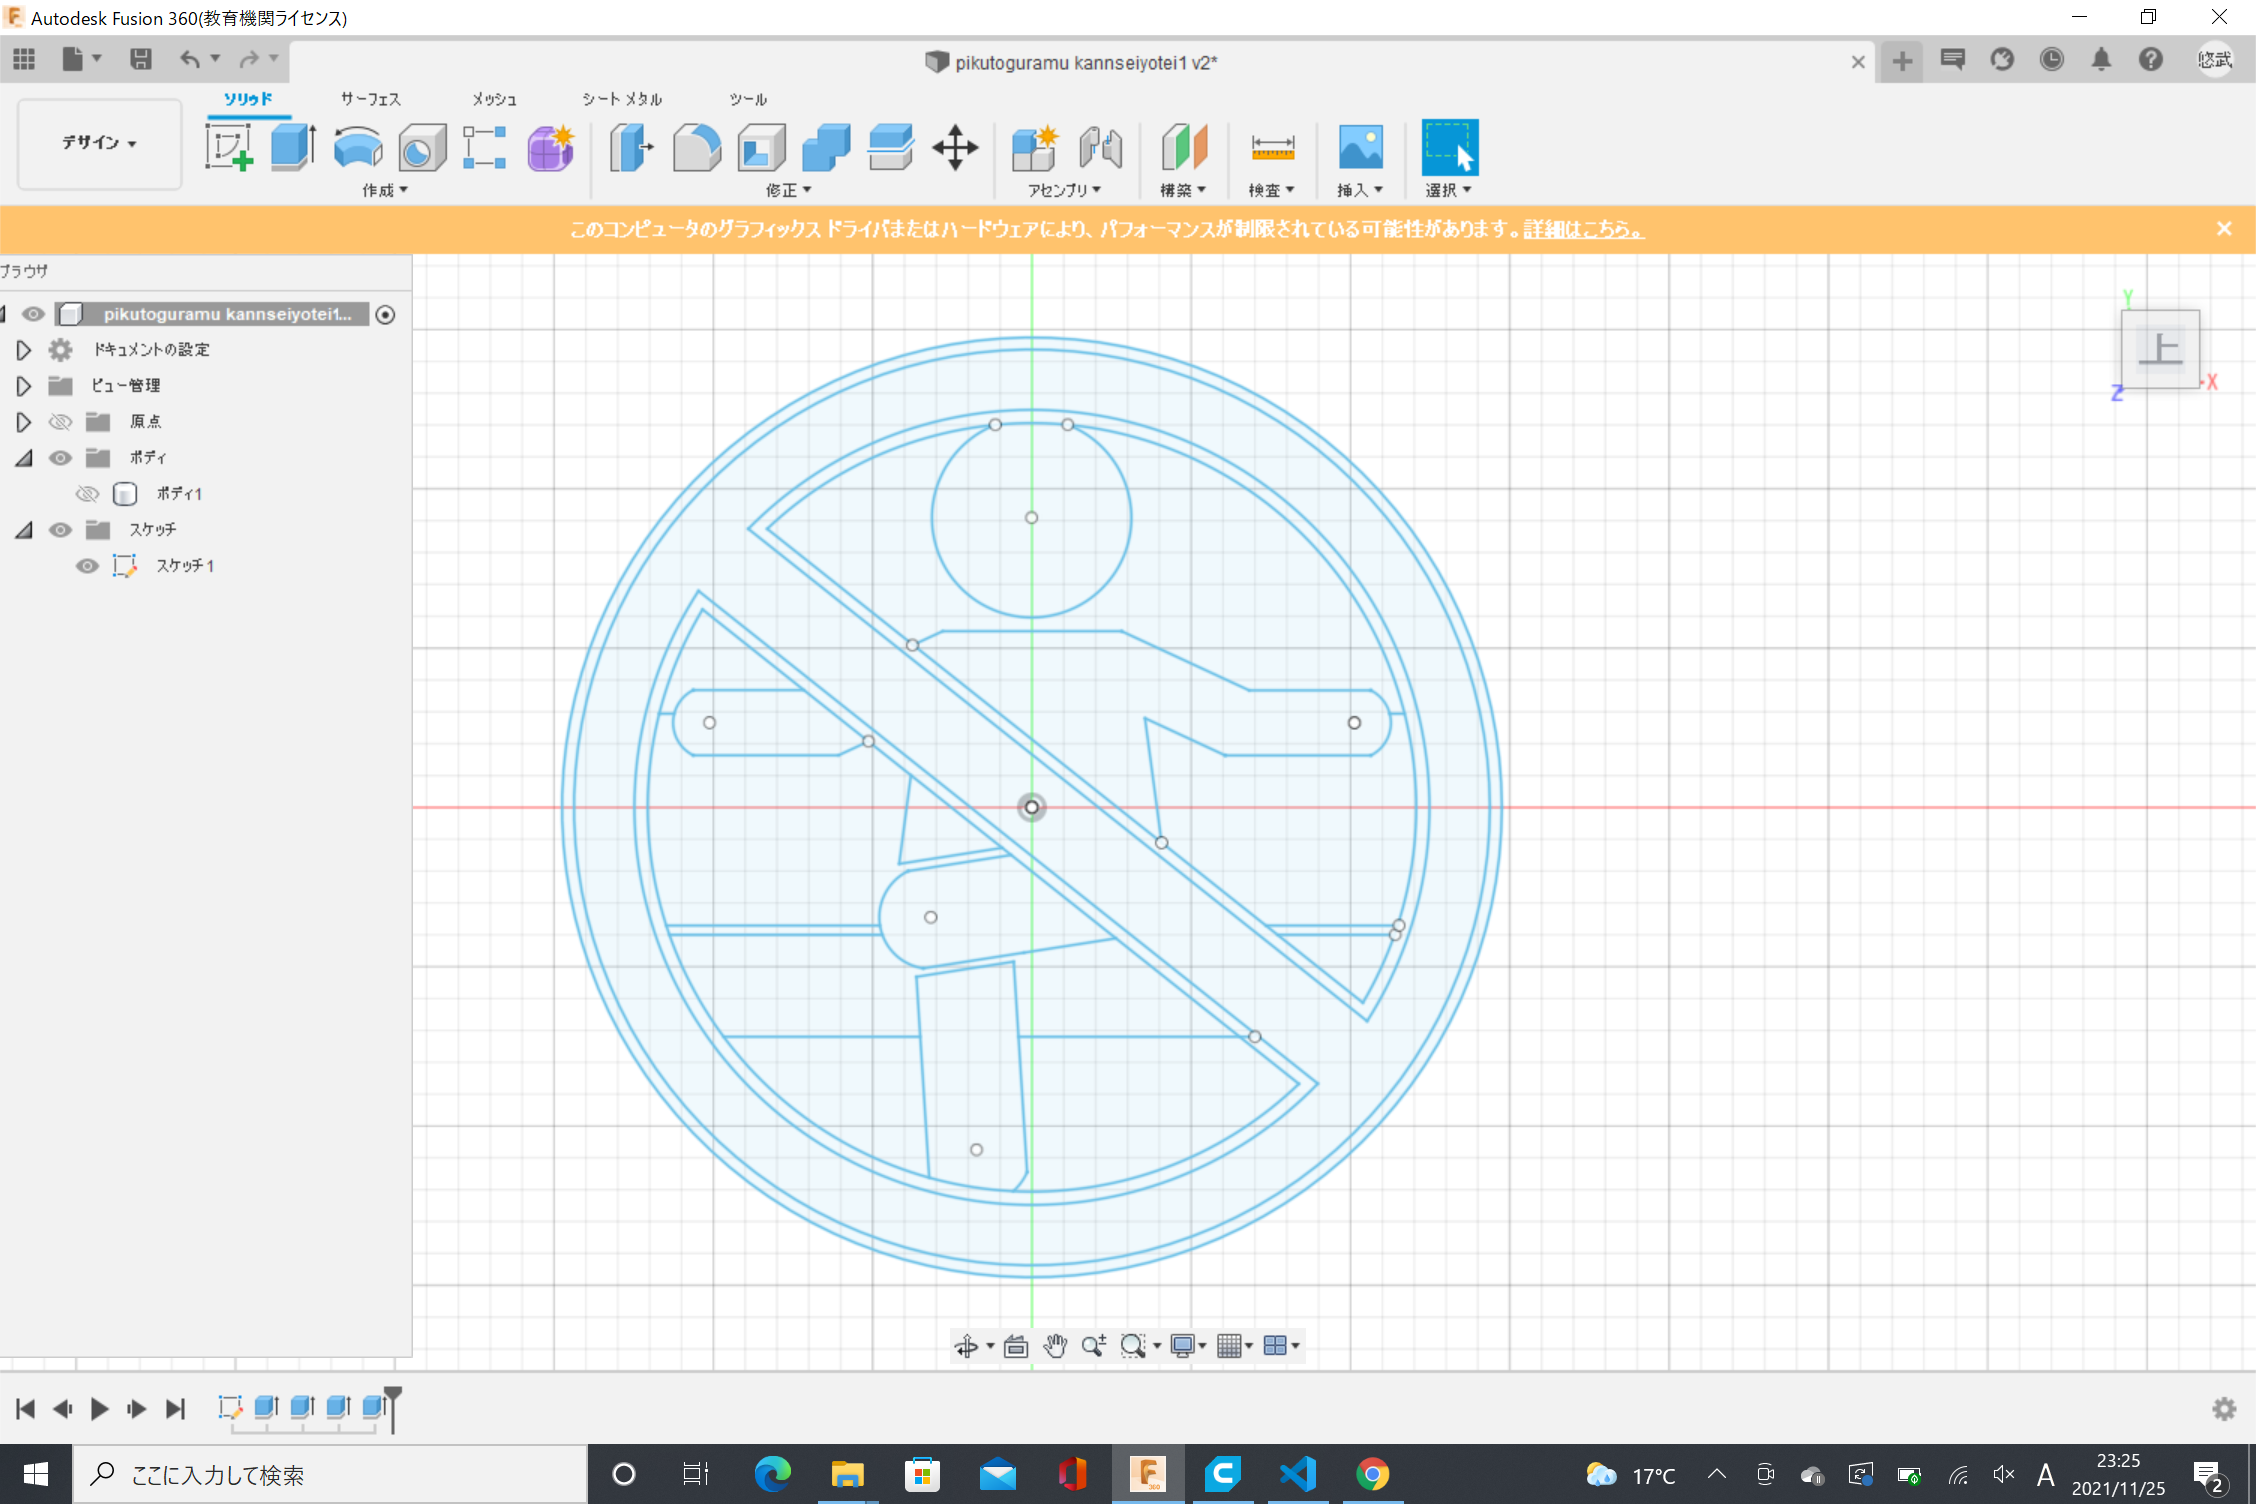 Autodesk Fusion 360(教育機関ライセンス)
pikutoguramu kannseiyotei1 v2*
悠武
デザイン
ソリッド サーフェス メッシュ シート メタル ツール
作成 修正 アセンブリ 構築 検査 挿入 選択
このコンピュータのグラフィックス ドライバまたはハードウェアにより、パフォーマンスが制限されている可能性があります。詳細はこちら。
ブラウザ
pikutoguramu kannseiyotei1...
ドキュメントの設定
ビュー管理
原点
ボディ
ボディ1
スケッチ
スケッチ1
Y
上
X
Z
ここに入力して検索
17°C
A
23:25
2021/11/25
2